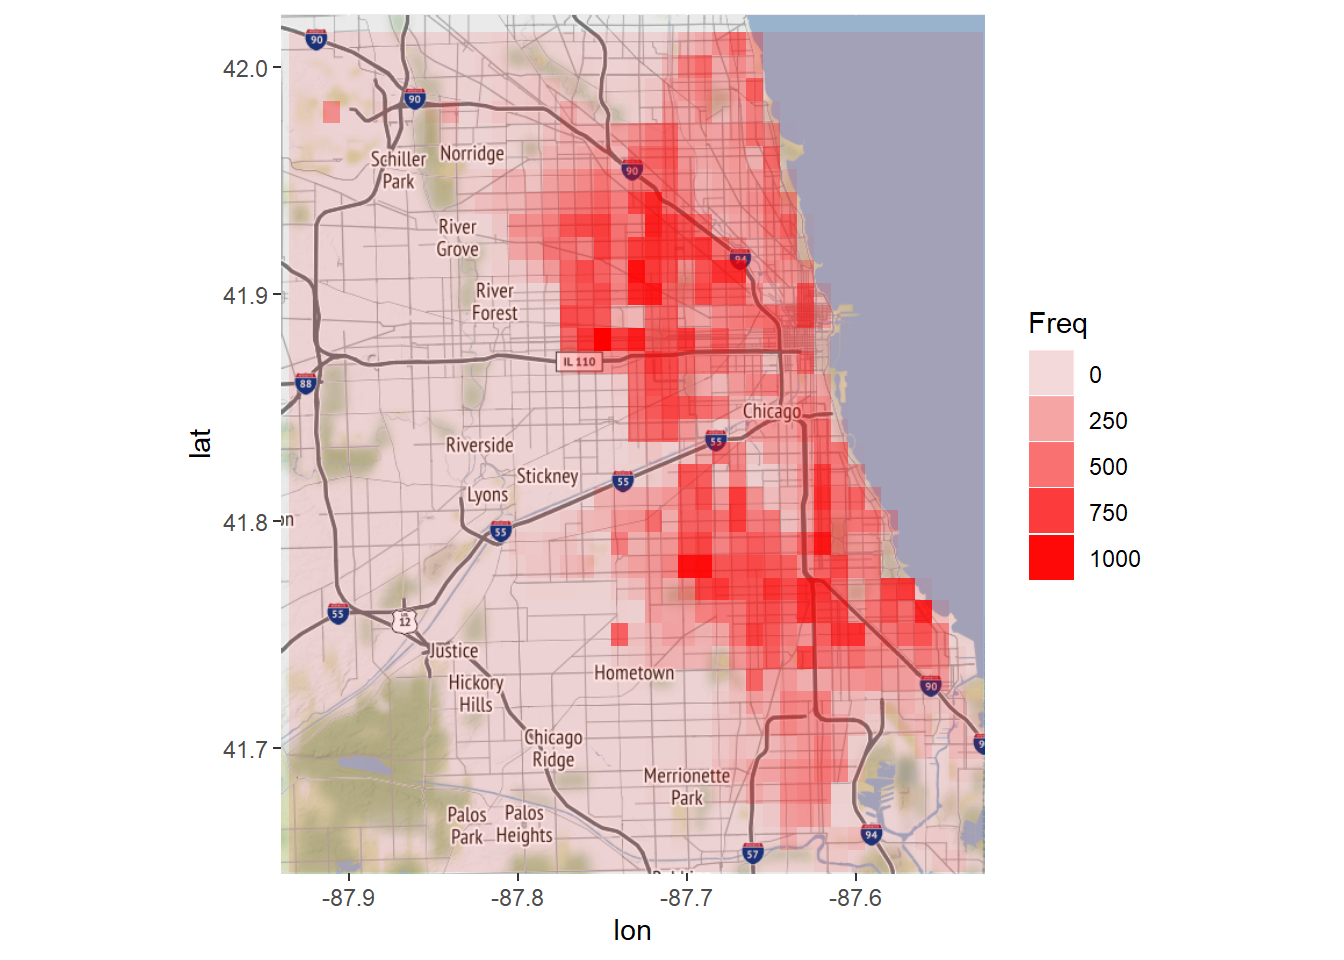 42.0
41.9
41.8
41.7
lat
90
90
Schiller
Park
Norridge
90
River
Grove
94
River
Forest
IL 110
88
Chicago
55
Riverside
Stickney
55
Lyons
55
55
US
12
Justice
Hickory
Hills
Hometown
90
Chicago
Ridge
Merrionette
Park
Palos
Park
Palos
Heights
94
57
-87.9
-87.8
-87.7
-87.6
lon
Freq
0
250
500
750
1000